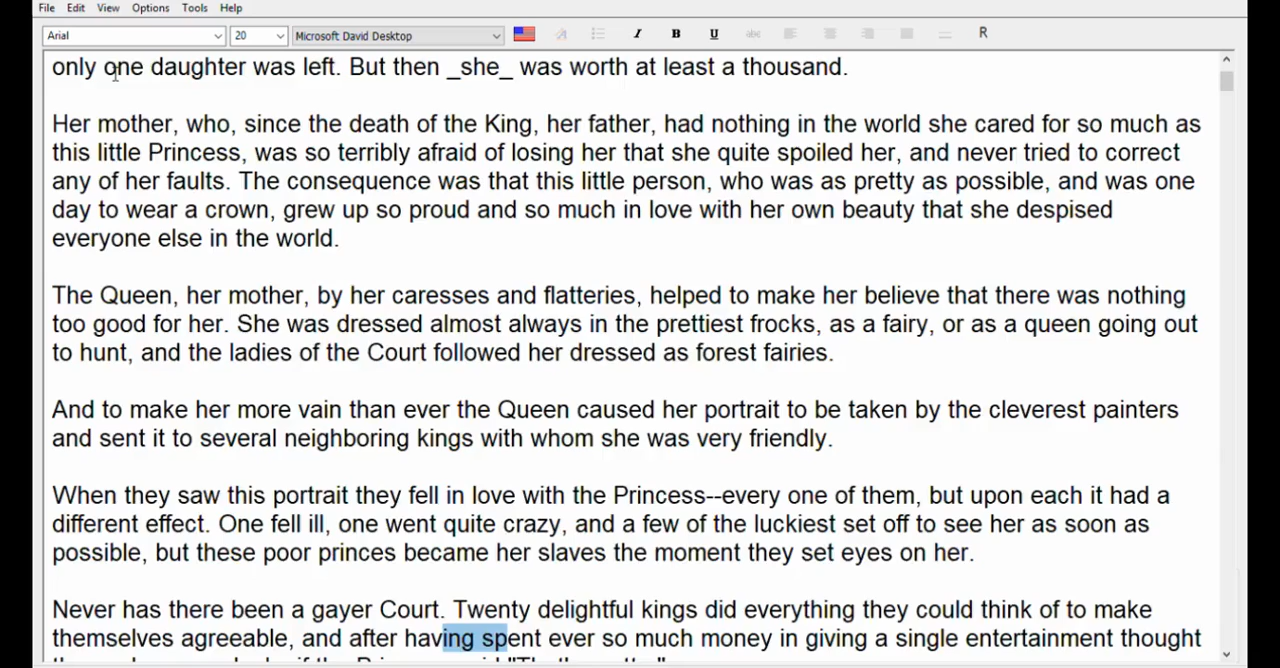 File Edit View Options Tools Help
Arial 20 Microsoft David Desktop I B U abc R
only one daughter was left. But then _she_ was worth at least a thousand.
Her mother, who, since the death of the King, her father, had nothing in the world she cared for so much as
this little Princess, was so terribly afraid of losing her that she quite spoiled her, and never tried to correct
any of her faults. The consequence was that this little person, who was as pretty as possible, and was one
day to wear a crown, grew up so proud and so much in love with her own beauty that she despised
everyone else in the world.
The Queen, her mother, by her caresses and flatteries, helped to make her believe that there was nothing
too good for her. She was dressed almost always in the prettiest frocks, as a fairy, or as a queen going out
to hunt, and the ladies of the Court followed her dressed as forest fairies.
And to make her more vain than ever the Queen caused her portrait to be taken by the cleverest painters
and sent it to several neighboring kings with whom she was very friendly.
When they saw this portrait they fell in love with the Princess--every one of them, but upon each it had a
different effect. One fell ill, one went quite crazy, and a few of the luckiest set off to see her as soon as
possible, but these poor princes became her slaves the moment they set eyes on her.
Never has there been a gayer Court. Twenty delightful kings did everything they could think of to make
themselves agreeable, and after having spent ever so much money in giving a single entertainment thought